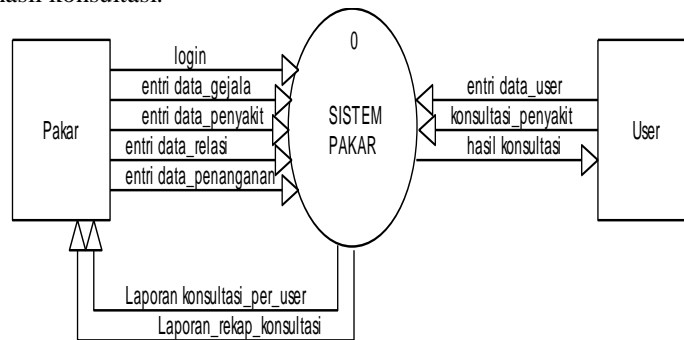 hasil konsultasi.
login
entri data_gejala
entri data_penyakit
entri data_relasi
entri data_penanganan
Pakar
0
SISTEM
PAKAR
entri data_user
konsultasi_penyakit
hasil konsultasi
User
Laporan konsultasi_per_user
Laporan_rekap_konsultasi